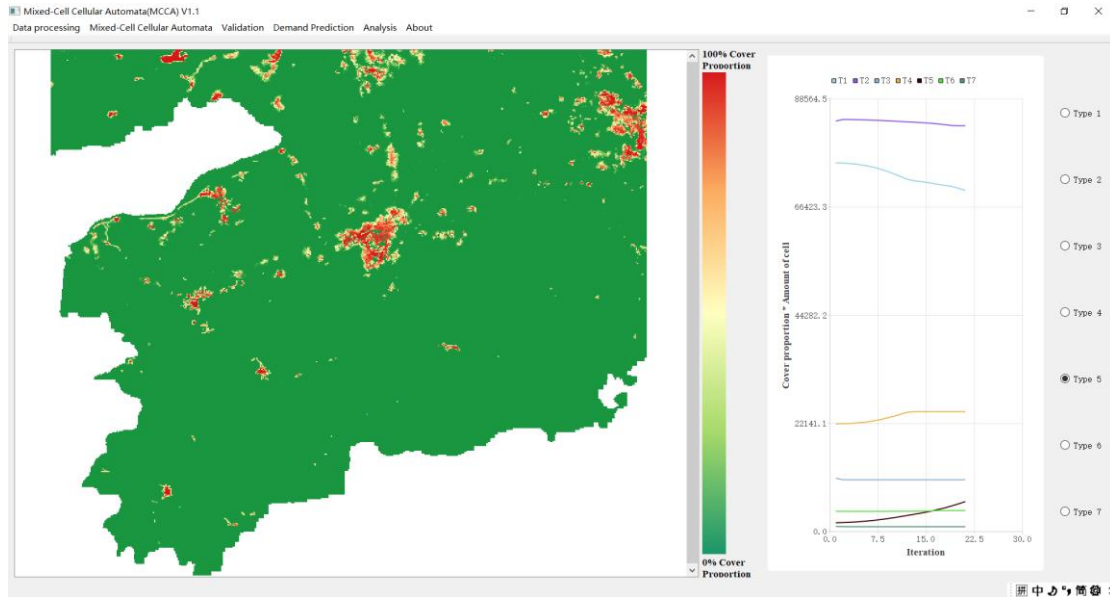 Mixed-Cell Cellular Automata(MCCA) V1.1
Data processing Mixed-Cell Cellular Automata Validation Demand Prediction Analysis About
100% Cover
Proportion
0% Cover
Proportion
T1 T2 T3 T4 T5 T6 T7
88564.5
66423.3
44282.2
22141.1
0.0
Cover proportion * Amount of cell
0.0 7.5 15.0 22.5 30.0
Iteration
Type 1
Type 2
Type 3
Type 4
Type 5
Type 6
Type 7
拼 中 简